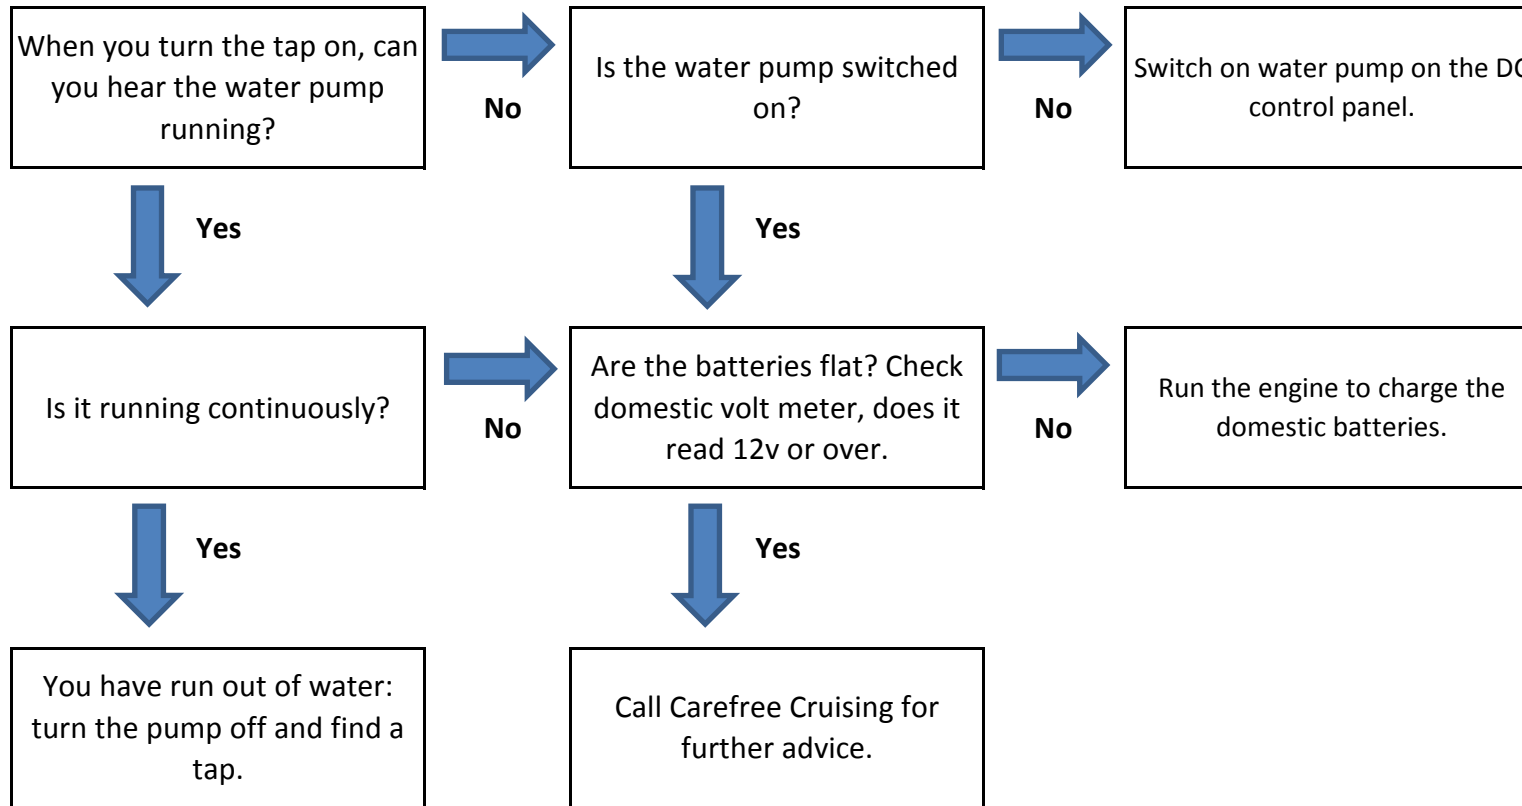 When you turn the tap on, can
you hear the water pump
running?
No
Is the water pump switched
on?
No
Switch on water pump on the DC
control panel.
Yes
Yes
Is it running continuously?
No
Are the batteries flat? Check
domestic volt meter, does it
read 12v or over.
No
Run the engine to charge the
domestic batteries.
Yes
Yes
You have run out of water:
turn the pump off and find a
tap.
Call Carefree Cruising for
further advice.